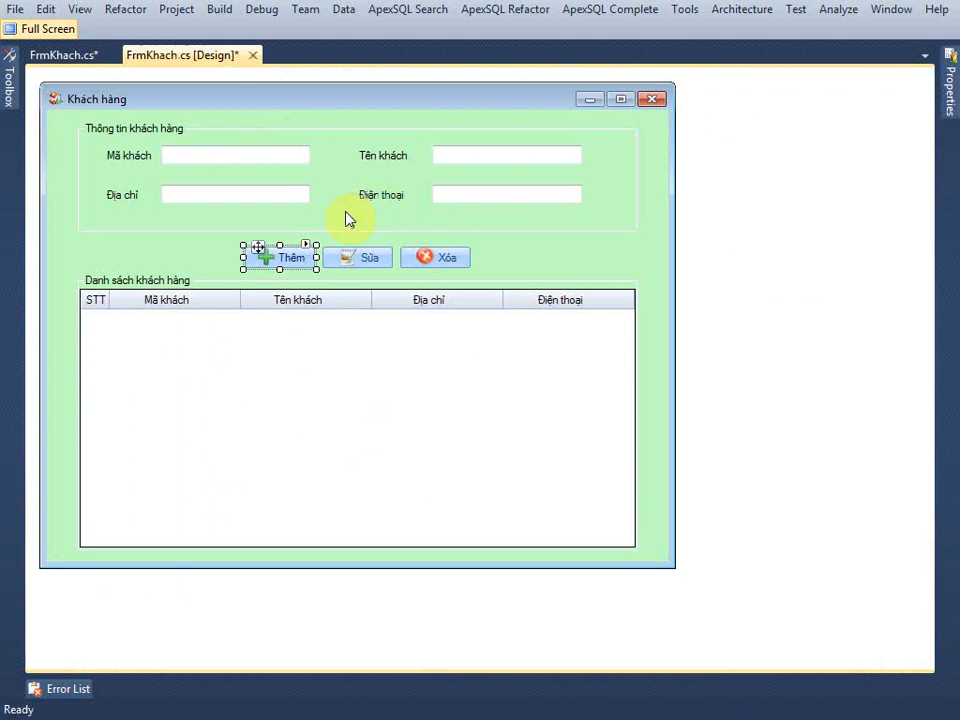 File Edit View Refactor Project Build Debug Team Data ApexSQL Search ApexSQL Refactor ApexSQL Complete Tools Architecture Test Analyze Window Help
Full Screen
FrmKhach.cs* FrmKhach.cs [Design]*
Toolbox
Properties
Khách hàng
Thông tin khách hàng
Mã khách Tên khách
Địa chỉ Điện thoại
Thêm Sửa Xóa
Danh sách khách hàng
STT Mã khách Tên khách Địa chỉ Điện thoại
Error List
Ready